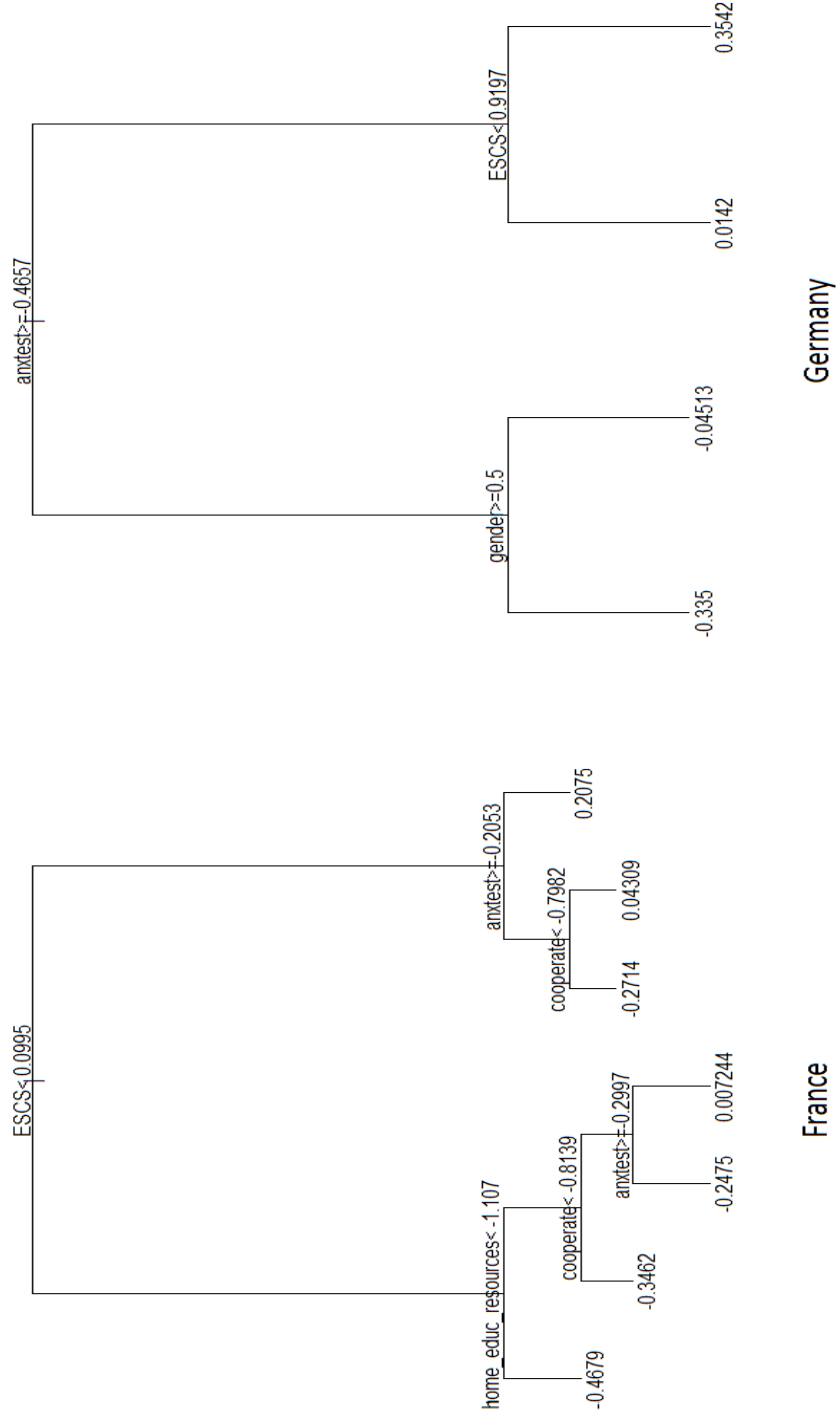 ESCS< 0.0995
home_educ_resources< -1.107
anxtest>=-0.2053
-0.4679
cooperate< -0.8139
cooperate< -0.7982
0.2075
-0.3462
anxtest>=-0.2997
-0.2714
0.04309
-0.2475
0.007244
France
anxtest>=-0.4657
gender>=0.5
ESCS< 0.9197
-0.335
-0.04513
0.0142
0.3542
Germany